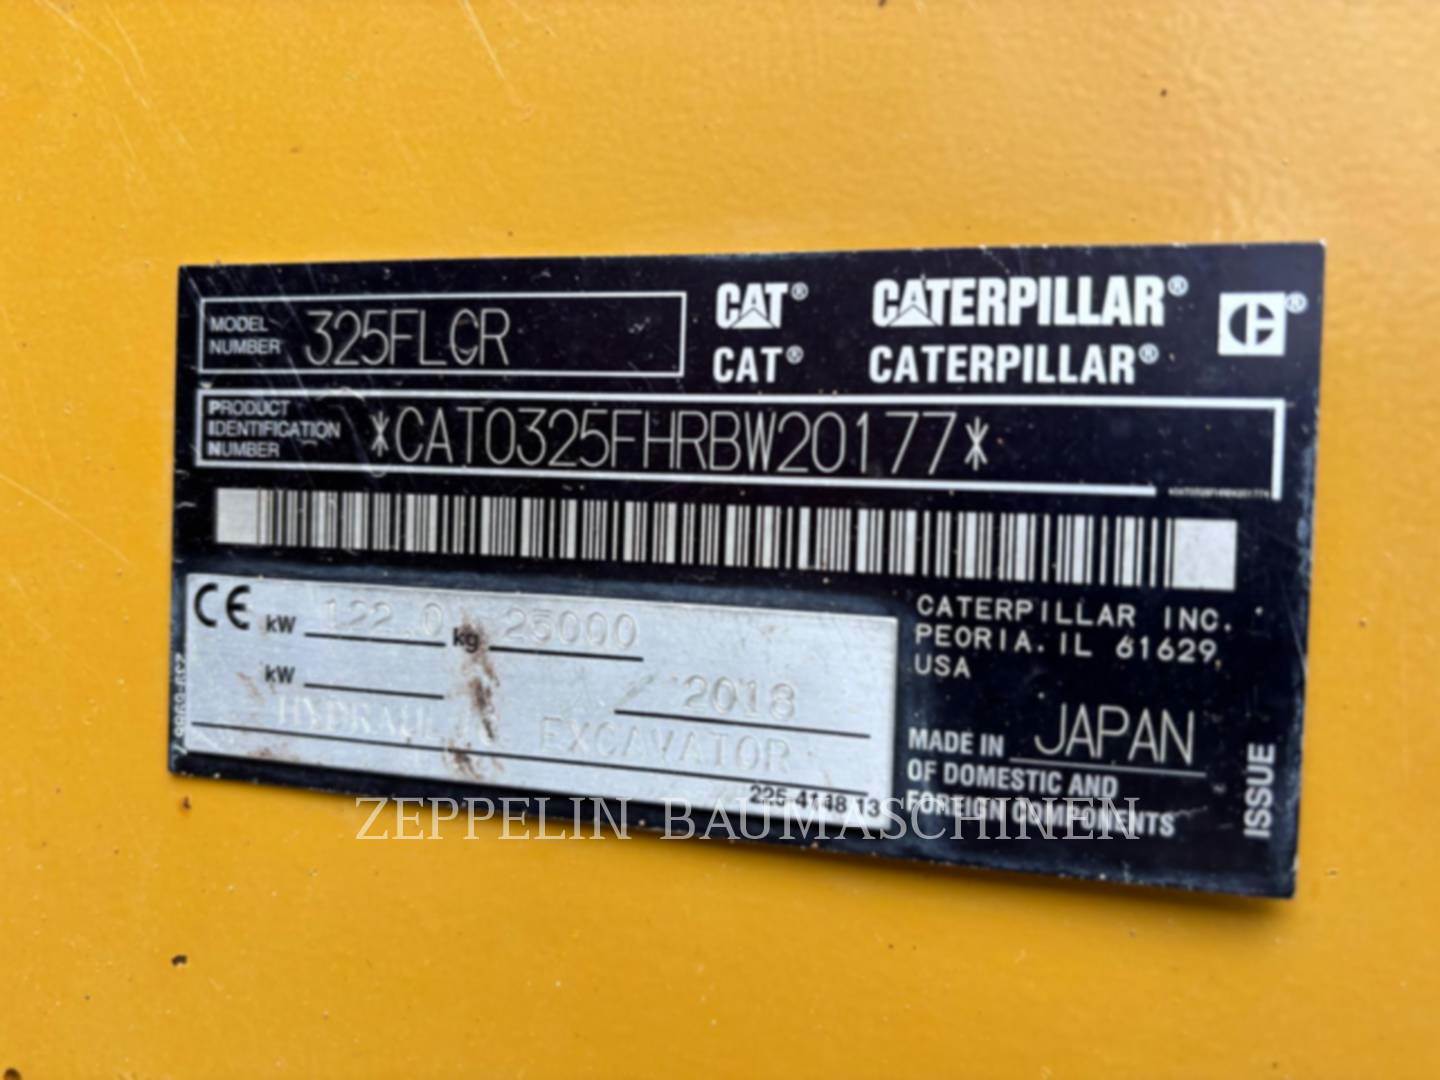 MODEL NUMBER 325FLCR
CAT® CATERPILLAR®
CAT® CATERPILLAR®
PRODUCT IDENTIFICATION NUMBER *CAT0325FHRBW20177*
CE kW 122.0 kg 25000
kW 2018
HYDRAULIC EXCAVATOR
225-4148 13
CATERPILLAR INC.
PEORIA, IL 61629,
USA
MADE IN JAPAN
OF DOMESTIC AND
FOREIGN COMPONENTS
ISSUE
ZEPPELIN BAUMASCHINEN